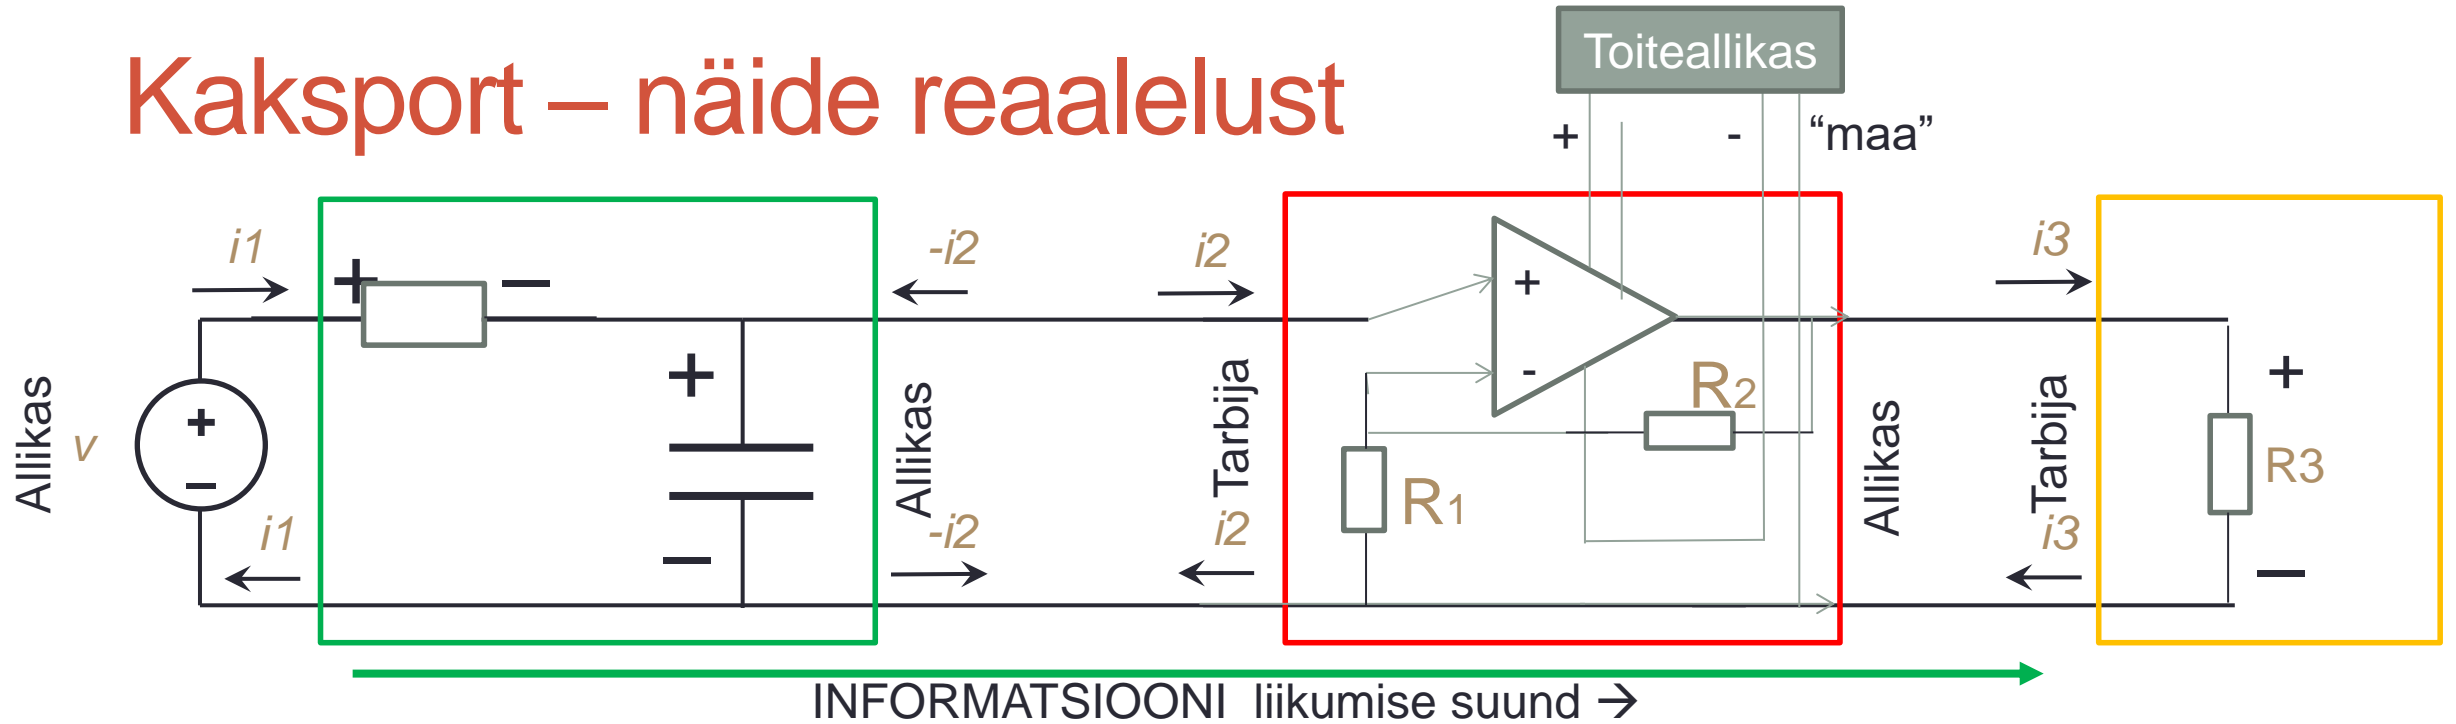 Kaksport – näide reaalelust
Toiteallikas
+
-
“maa”
i1
+
–
-i2
i2
i3
+
-
Allikas
v
+
–
+
–
Allikas
Tarbija
R1
R2
Allikas
Tarbija
+
R3
–
i1
-i2
i2
i3
INFORMATSIOONI liikumise suund →